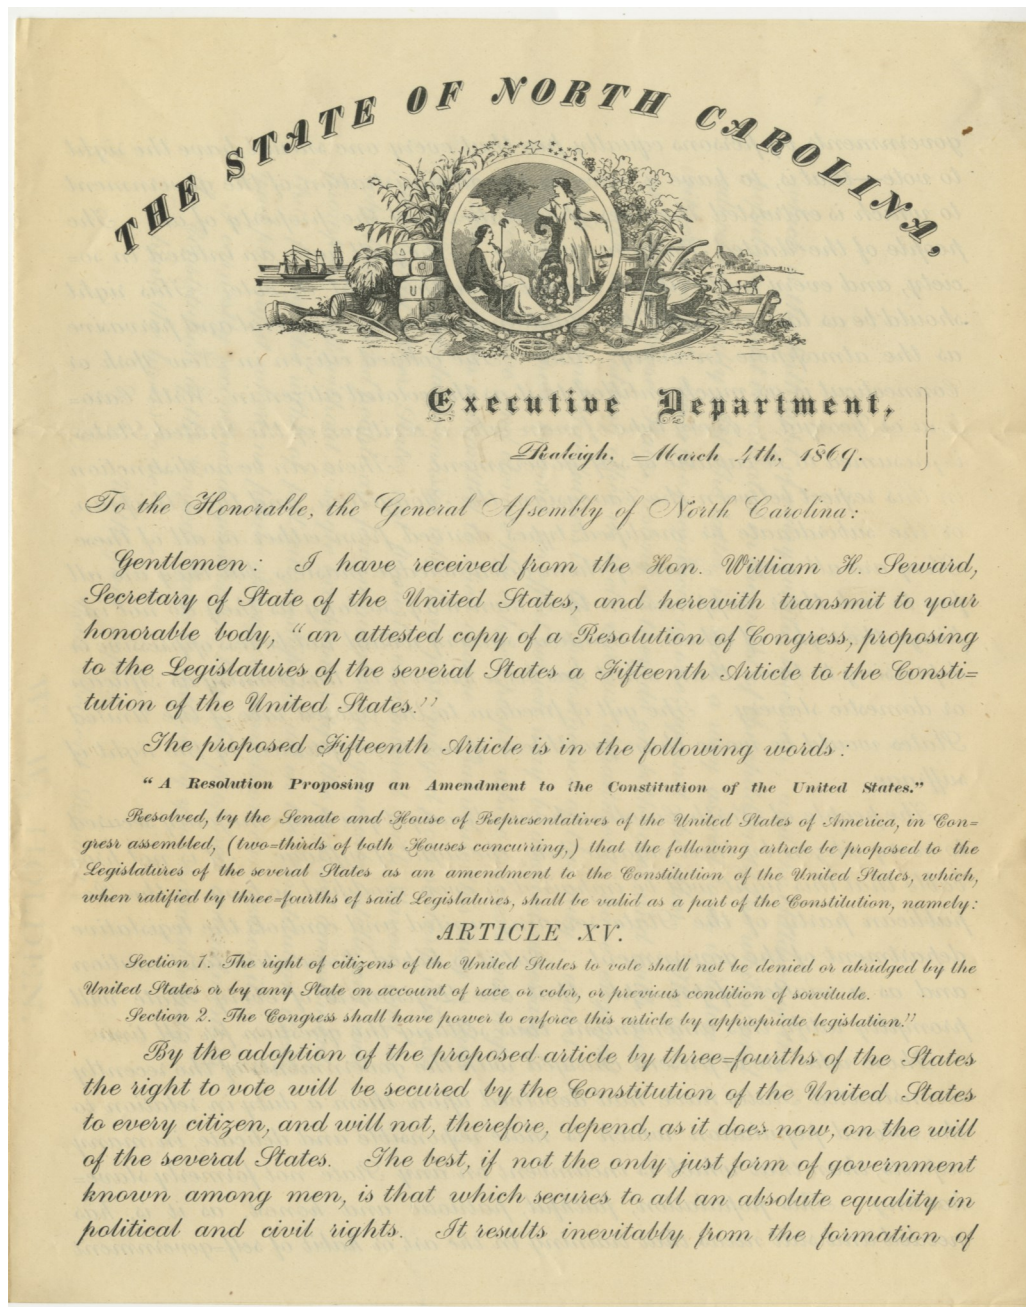 THE STATE OF NORTH CAROLINA,
Executive Department,
Raleigh, March 4th, 1869.
To the Honorable, the General Assembly of North Carolina:
Gentlemen: I have received from the Hon. William H. Seward,
Secretary of State of the United States, and herewith transmit to your
honorable body, "an attested copy of a Resolution of Congress, proposing
to the Legislatures of the several States a Fifteenth Article to the Consti=
tution of the United States."
The proposed Fifteenth Article is in the following words:
"A Resolution Proposing an Amendment to the Constitution of the United States."
Resolved, by the Senate and House of Representatives of the United States of America, in Con=
gress assembled, (two=thirds of both Houses concurring,) that the following article be proposed to the
Legislatures of the several States as an amendment to the Constitution of the United States, which,
when ratified by three=fourths of said Legislatures, shall be valid as a part of the Constitution, namely:
ARTICLE XV.
Section 1. The right of citizens of the United States to vote shall not be denied or abridged by the
United States or by any State on account of race or color, or previous condition of servitude.
Section 2. The Congress shall have power to enforce this article by appropriate legislation."
By the adoption of the proposed article by three=fourths of the States
the right to vote will be secured by the Constitution of the United States
to every citizen, and will not, therefore, depend, as it does now, on the will
of the several States. The best, if not the only just form of government
known among men, is that which secures to all an absolute equality in
political and civil rights. It results inevitably from the formation of